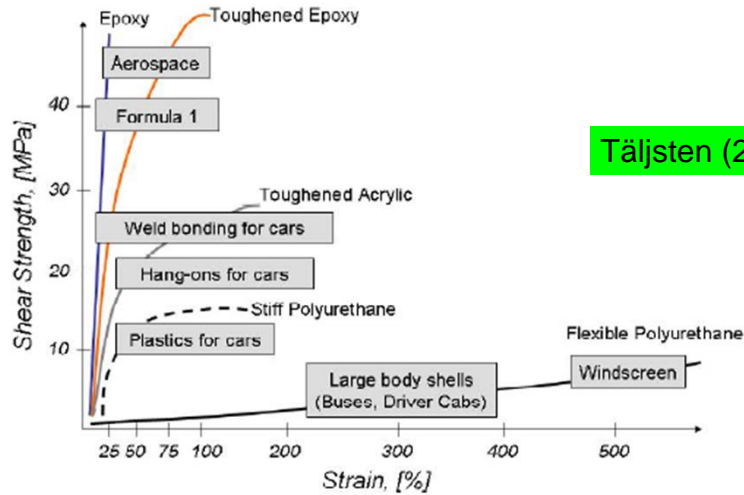 Epoxy
Toughened Epoxy
Aerospace
Formula 1
Täljsten (2
Toughened Acrylic
Weld bonding for cars
Hang-ons for cars
Stiff Polyurethane
Plastics for cars
Flexible Polyurethane
Windscreen
Large body shells
(Buses, Driver Cabs)
Shear Strength, [MPa]
40
30
20
10
25 50 75 100 200 300 400 500
Strain, [%]